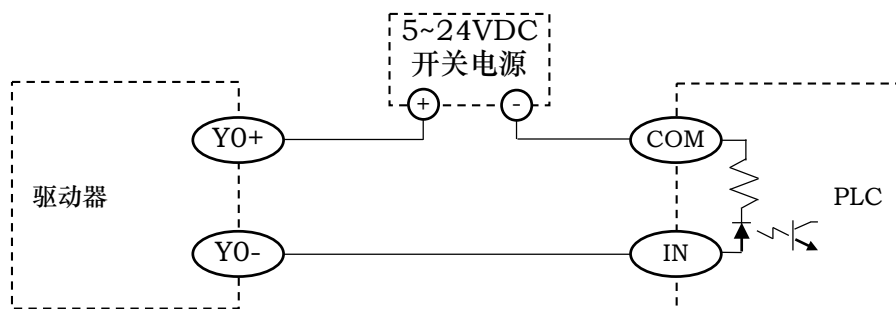 5~24VDC
开关电源
+ -
Y0+
COM
驱动器
PLC
Y0-
IN